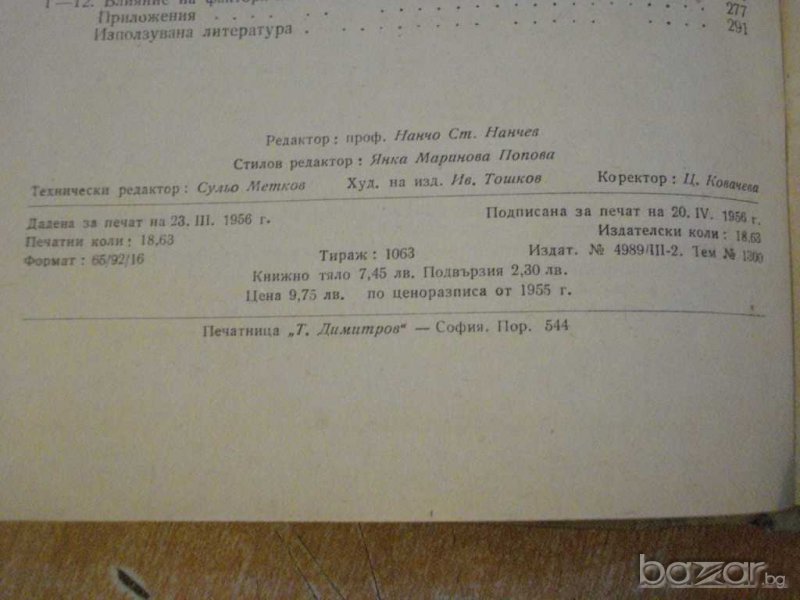 1—12. Влияние на
Приложения . . . . . . . . . . . . 277
Използувана литература . . . . . . . . . . . . 291
Редактор : проф. Нанчо Ст. Нанчев
Стилов редактор : Янка Маринова Попова
Технически редактор : Сульо Метков Худ. на изд. Ив. Тошков Коректор : Ц. Ковачева
Дадена за печат на 23. III. 1956 г. Подписана за печат на 20. IV. 1956 г.
Печатни коли : 18,63 Издателски коли : 18,63
Формат : 65/92/16 Тираж : 1063 Издат. № 4989/III-2. Тем № 1300
Книжно тяло 7,45 лв. Подвързия 2,30 лв.
Цена 9,75 лв. по ценоразписа от 1955 г.
Печатница „Т. Димитров“ — София. Пор. 544
bazar.bg